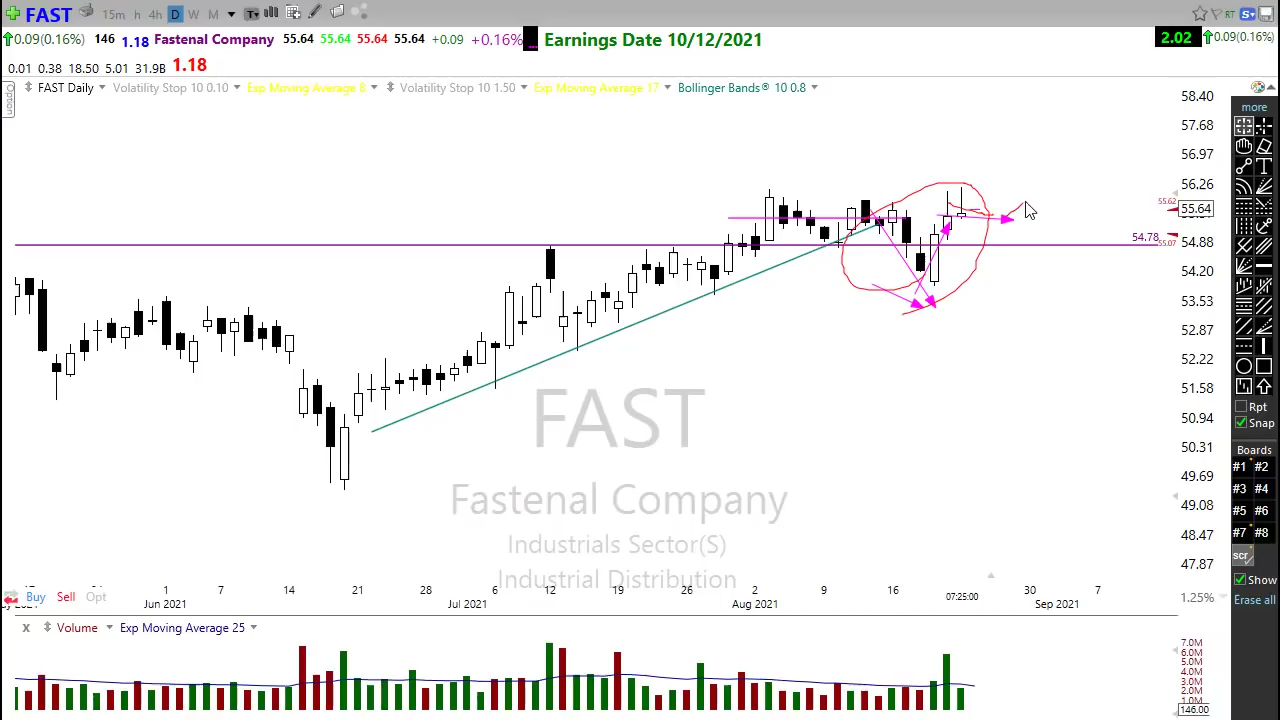 FAST 15m h 4h D W M T
RT S
0.09(0.16%) 146 1.18 Fastenal Company 55.64 55.64 55.64 55.64 +0.09 +0.16% Earnings Date 10/12/2021 2.02 0.09(0.16%)
0.01 0.38 18.50 5.01 31.9B 1.18
Option
FAST Daily Volatility Stop 10 0.10 Exp Moving Average 8 Volatility Stop 10 1.50 Exp Moving Average 17 Bollinger Bands® 10 0.8
58.40
57.68
56.97
56.26
55.62
55.64
54.78
55.07
54.88
54.20
53.53
52.87
52.22
51.58
50.94
50.31
49.69
49.08
48.47
47.87
FAST
Fastenal Company
Industrials Sector(S)
Industrial Distribution
1 7 14 21 28 6 12 19 26 2 9 16 07:25:00 30 7
Jun 2021 Jul 2021 Aug 2021 Sep 2021
Buy Sell Opt
1.25%
X Volume Exp Moving Average 25
7.0M
6.0M
5.0M
4.0M
3.0M
2.0M
1.0M
146.00
more
Rpt
Snap
Boards
#1 #2
#3 #4
#5 #6
#7 #8
scr
Show
Erase all